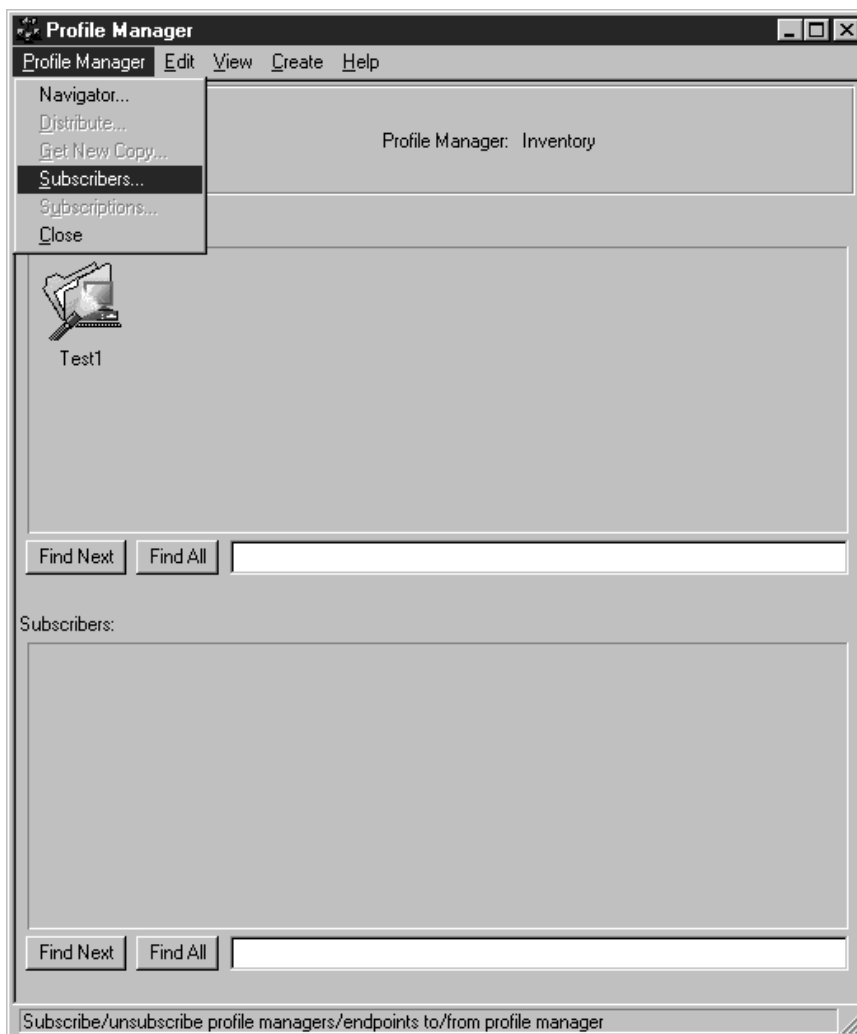 Profile Manager
Profile Manager Edit View Create Help
Navigator...
Distribute...
Get New Copy...
Subscribers...
Subscriptions...
Close
Profile Manager: Inventory
Test1
Find Next Find All
Subscribers:
Find Next Find All
Subscribe/unsubscribe profile managers/endpoints to/from profile manager